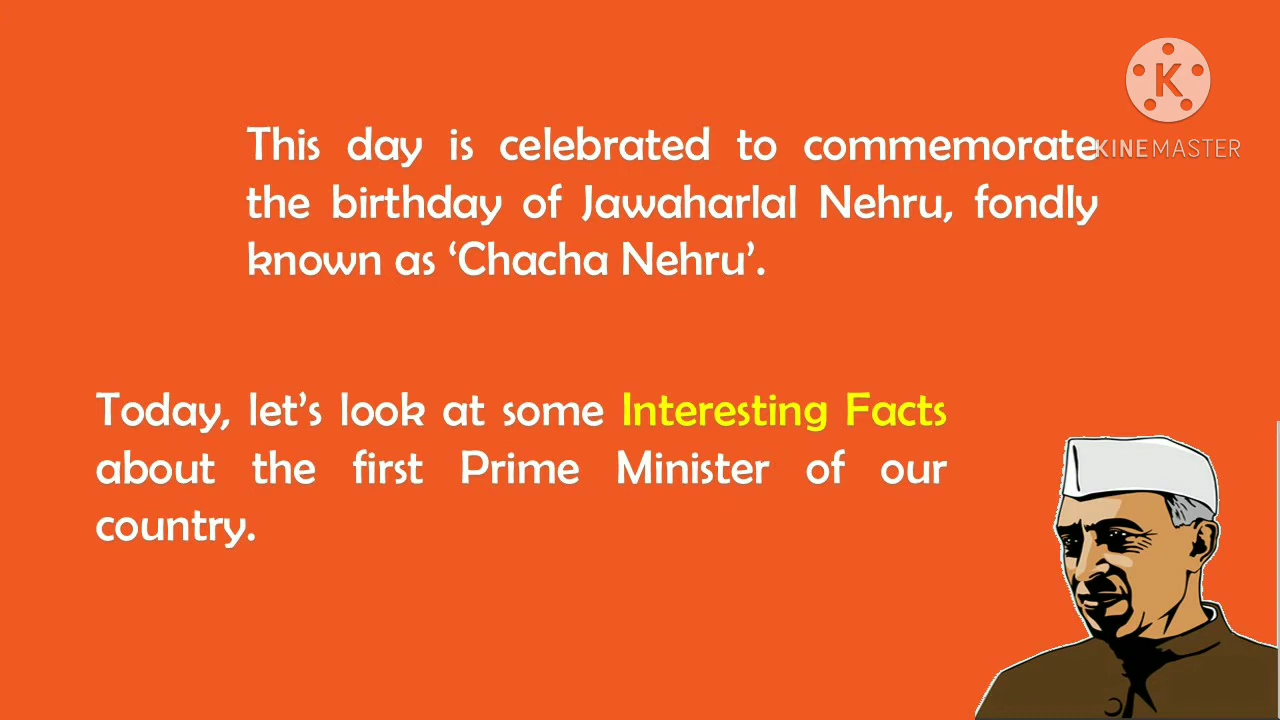 K
KINEMASTER
This day is celebrated to commemorate
the birthday of Jawaharlal Nehru, fondly
known as ‘Chacha Nehru’.
Today, let’s look at some Interesting Facts
about the first Prime Minister of our
country.